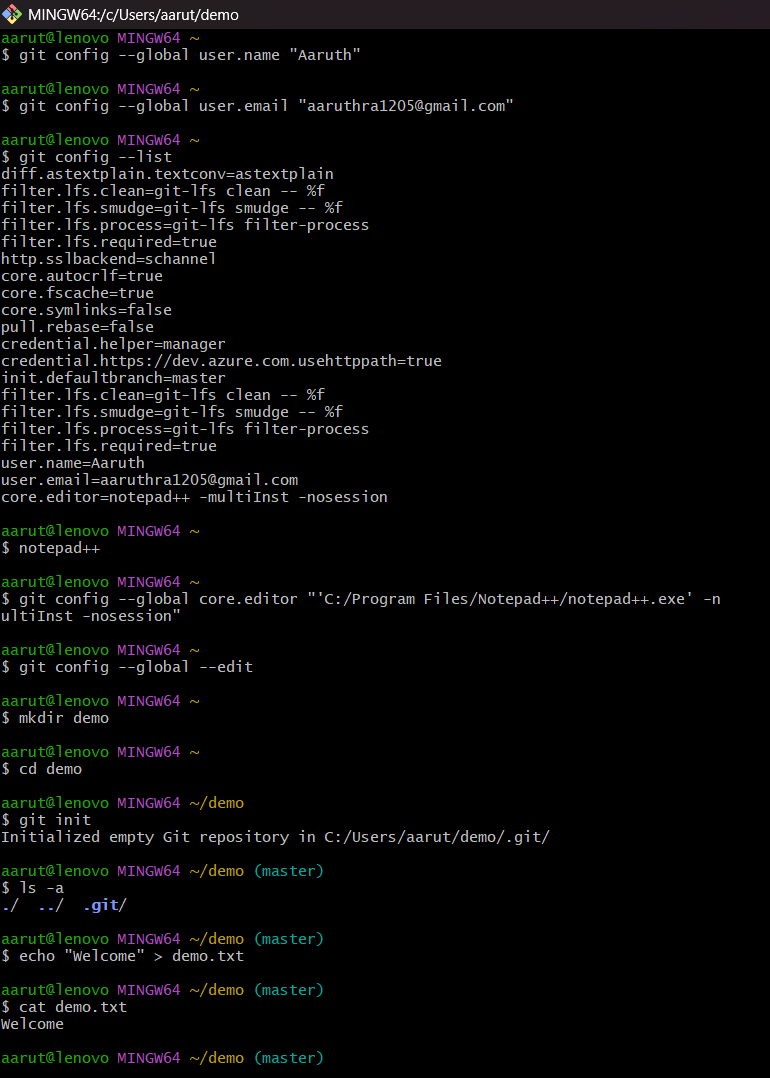 MINGW64:/c/Users/aarut/demo
aarut@lenovo MINGW64 ~
$ git config --global user.name "Aaruth"
aarut@lenovo MINGW64 ~
$ git config --global user.email "aaruthra1205@gmail.com"
aarut@lenovo MINGW64 ~
$ git config --list
diff.astextplain.textconv=astextplain
filter.lfs.clean=git-lfs clean -- %f
filter.lfs.smudge=git-lfs smudge -- %f
filter.lfs.process=git-lfs filter-process
filter.lfs.required=true
http.sslbackend=schannel
core.autocrlf=true
core.fscache=true
core.symlinks=false
pull.rebase=false
credential.helper=manager
credential.https://dev.azure.com.usehttppath=true
init.defaultbranch=master
filter.lfs.clean=git-lfs clean -- %f
filter.lfs.smudge=git-lfs smudge -- %f
filter.lfs.process=git-lfs filter-process
filter.lfs.required=true
user.name=Aaruth
user.email=aaruthra1205@gmail.com
core.editor=notepad++ -multiInst -nosession
aarut@lenovo MINGW64 ~
$ notepad++
aarut@lenovo MINGW64 ~
$ git config --global core.editor "'C:/Program Files/Notepad++/notepad++.exe' -n
ultiInst -nosession"
aarut@lenovo MINGW64 ~
$ git config --global --edit
aarut@lenovo MINGW64 ~
$ mkdir demo
aarut@lenovo MINGW64 ~
$ cd demo
aarut@lenovo MINGW64 ~/demo
$ git init
Initialized empty Git repository in C:/Users/aarut/demo/.git/
aarut@lenovo MINGW64 ~/demo (master)
$ ls -a
./ ../ .git/
aarut@lenovo MINGW64 ~/demo (master)
$ echo "Welcome" > demo.txt
aarut@lenovo MINGW64 ~/demo (master)
$ cat demo.txt
Welcome
aarut@lenovo MINGW64 ~/demo (master)